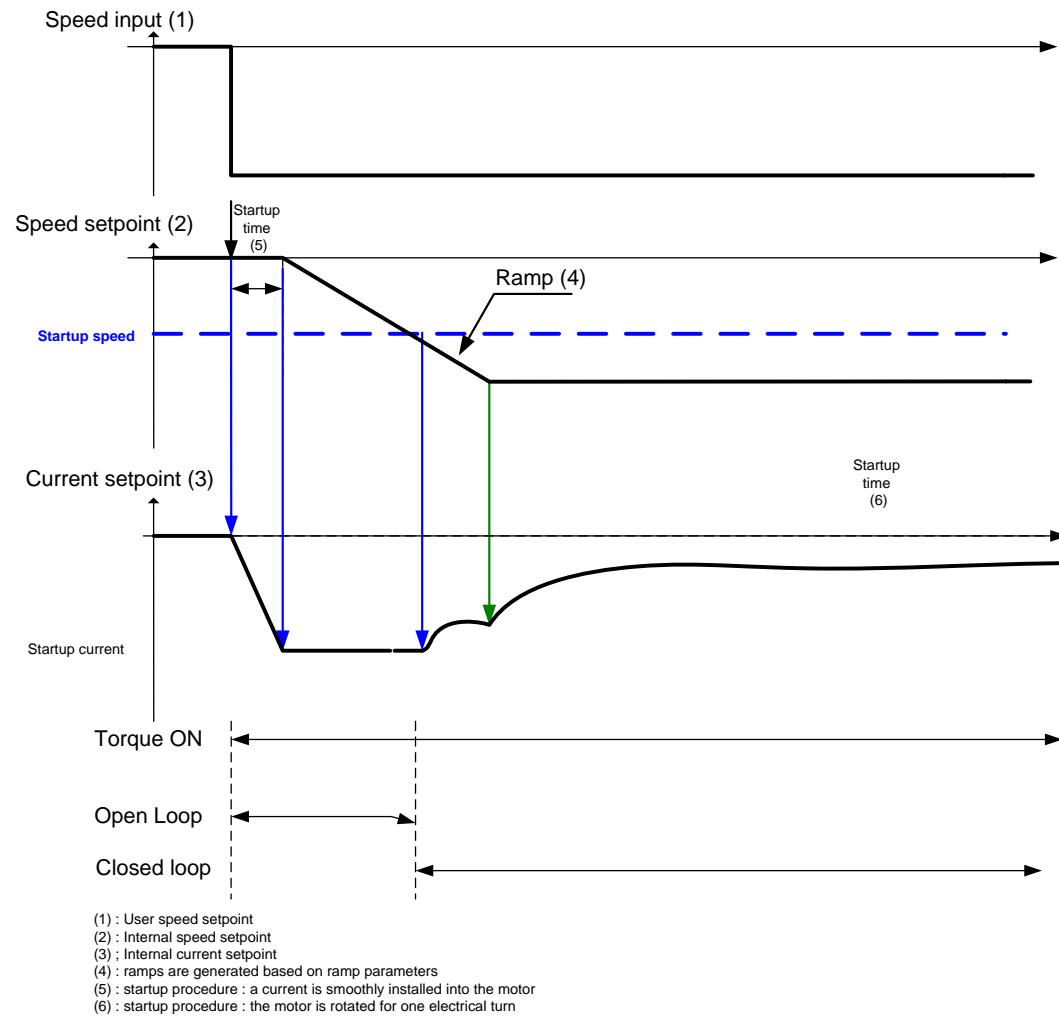 Speed input (1)
Speed setpoint (2)
Startup
time
(5)
Ramp (4)
Startup speed
Current setpoint (3)
Startup
time
(6)
Startup current
Torque ON
Open Loop
Closed loop
(1) : User speed setpoint
(2) : Internal speed setpoint
(3) ; Internal current setpoint
(4) : ramps are generated based on ramp parameters
(5) : startup procedure : a current is smoothly installed into the motor
(6) : startup procedure : the motor is rotated for one electrical turn